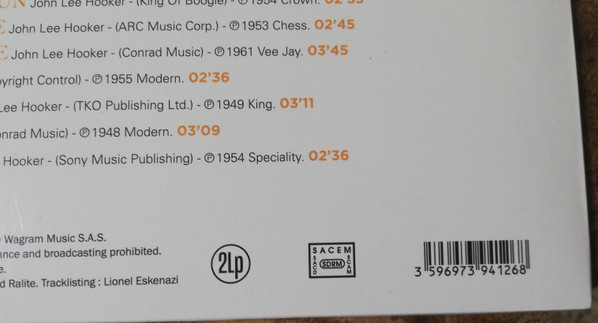 John Lee Hooker - (King Of Boogie) - ℗1954 Crown.
E John Lee Hooker - (ARC Music Corp.) - ℗1953 Chess. 02'45
E John Lee Hooker - (Conrad Music) - ℗1961 Vee Jay. 03'45
pyright Control) - ℗1955 Modern. 02'36
Lee Hooker - (TKO Publishing Ltd.) - ℗1949 King. 03'11
onrad Music) - ℗1948 Modern. 03'09
Hooker - (Sony Music Publishing) - ℗1954 Speciality. 02'36
Wagram Music S.A.S.
ance and broadcasting prohibited.
e.
d Ralite. Tracklisting : Lionel Eskenazi
2Lp
SACEM
SACD
SDRM
SCAM
3 596973 941268